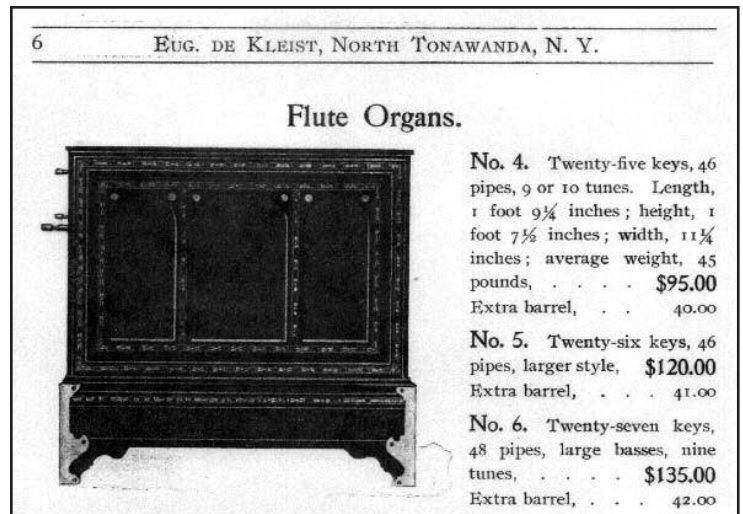 6
EUG. DE KLEIST, NORTH TONAWANDA, N. Y.
Flute Organs.
No. 4. Twenty-five keys, 46
pipes, 9 or 10 tunes. Length,
1 foot 9¼ inches; height, 1
foot 7½ inches; width, 11¼
inches; average weight, 45
pounds, . . . . $95.00
Extra barrel, . . 40.00
No. 5. Twenty-six keys, 46
pipes, larger style, $120.00
Extra barrel, . . . 41.00
No. 6. Twenty-seven keys,
48 pipes, large basses, nine
tunes, . . . . $135.00
Extra barrel, . . . 42.00